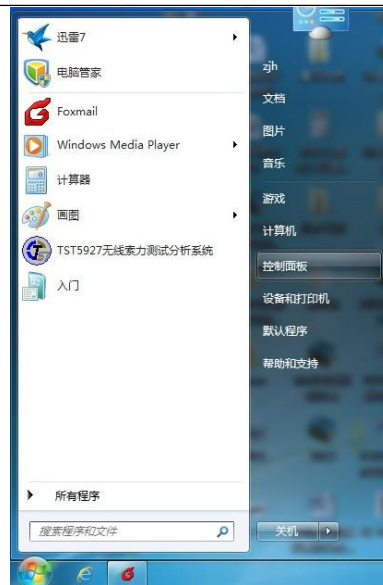 迅雷7
电脑管家
Foxmail
Windows Media Player
计算器
画图
TST5927无线索力测试分析系统
入门
所有程序
搜索程序和文件
zjh
文档
图片
音乐
游戏
计算机
控制面板
设备和打印机
默认程序
帮助和支持
关机